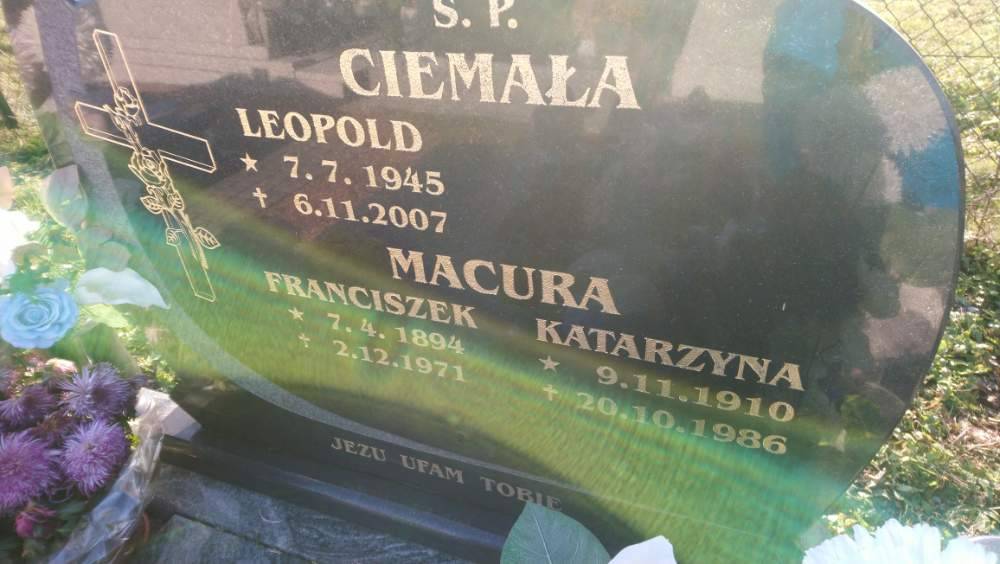 Ś. P.
CIEMAŁA
LEOPOLD
★ 7.7.1945
✝ 6.11.2007
MACURA
FRANCISZEK
★ 7.4.1894
✝ 2.12.1971
KATARZYNA
★ 9.11.1910
✝ 20.10.1986
JEZU UFAM TOBIE